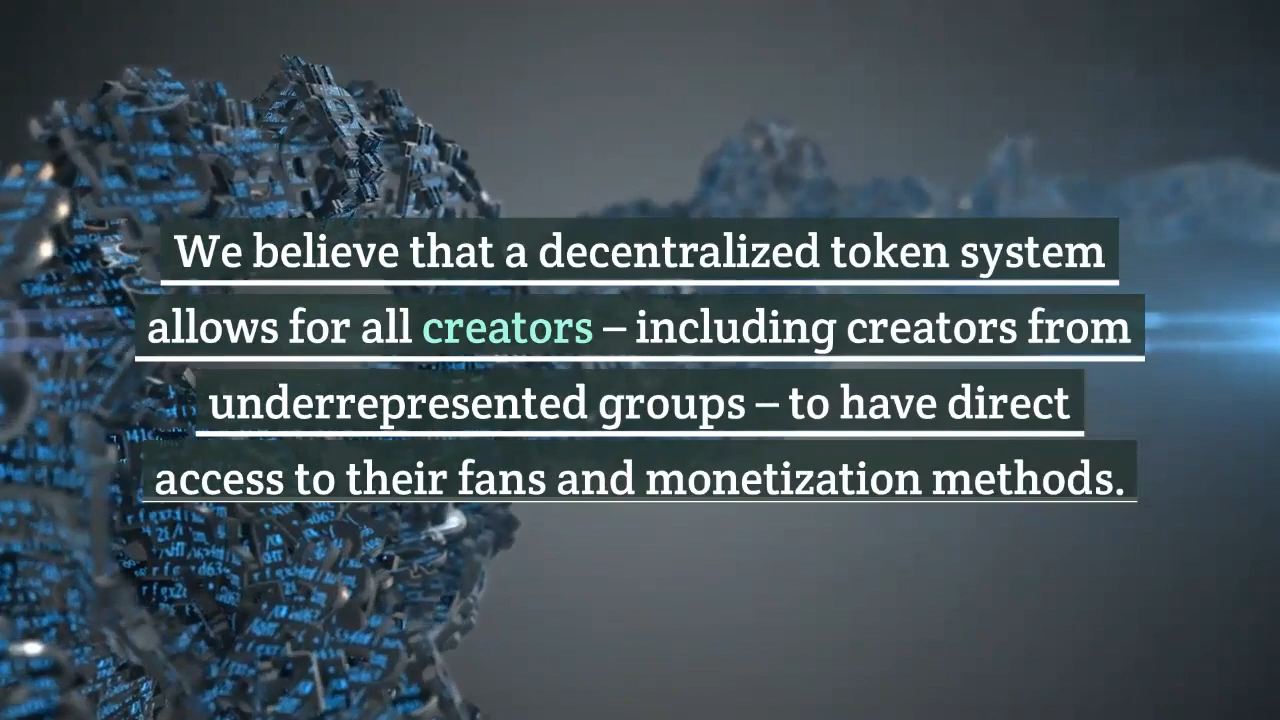 We believe that a decentralized token system
allows for all creators – including creators from
underrepresented groups – to have direct
access to their fans and monetization methods.